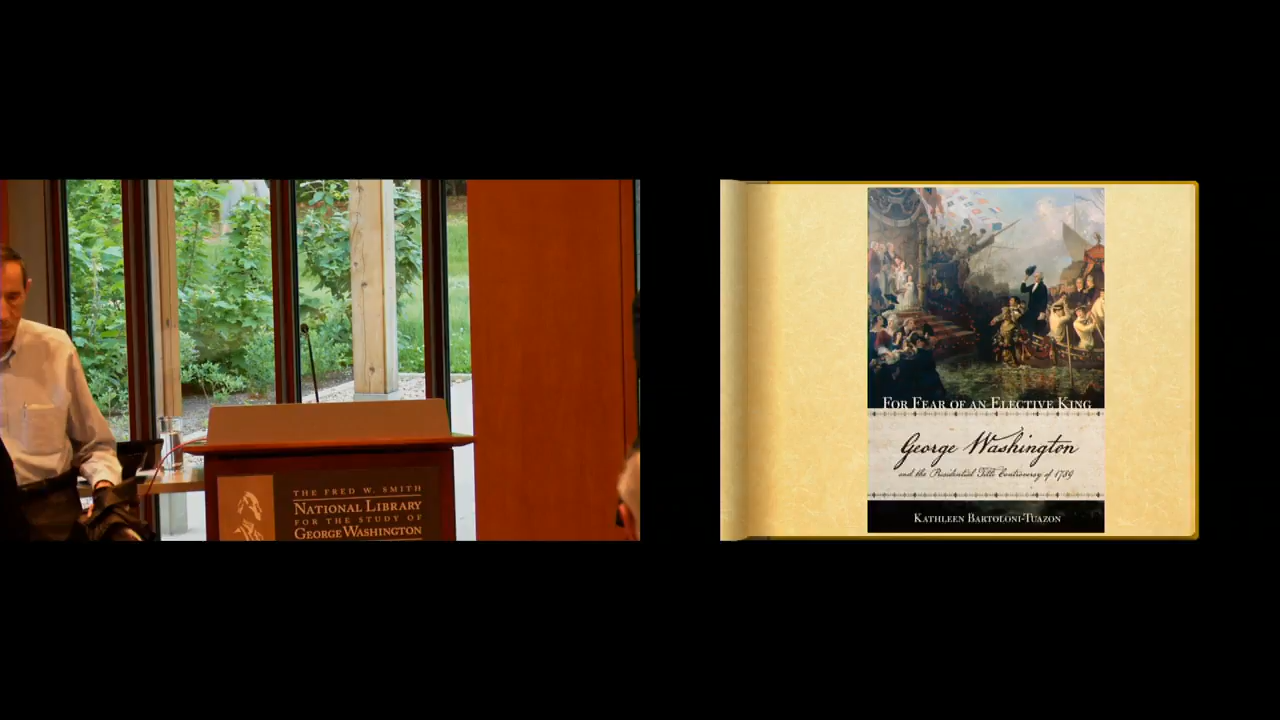 THE FRED W. SMITH
NATIONAL LIBRARY
FOR THE STUDY OF
GEORGE WASHINGTON
FOR FEAR OF AN ELECTIVE KING
George Washington
and the Presidential Title Controversy of 1789
KATHLEEN BARTOLONI-TUAZON